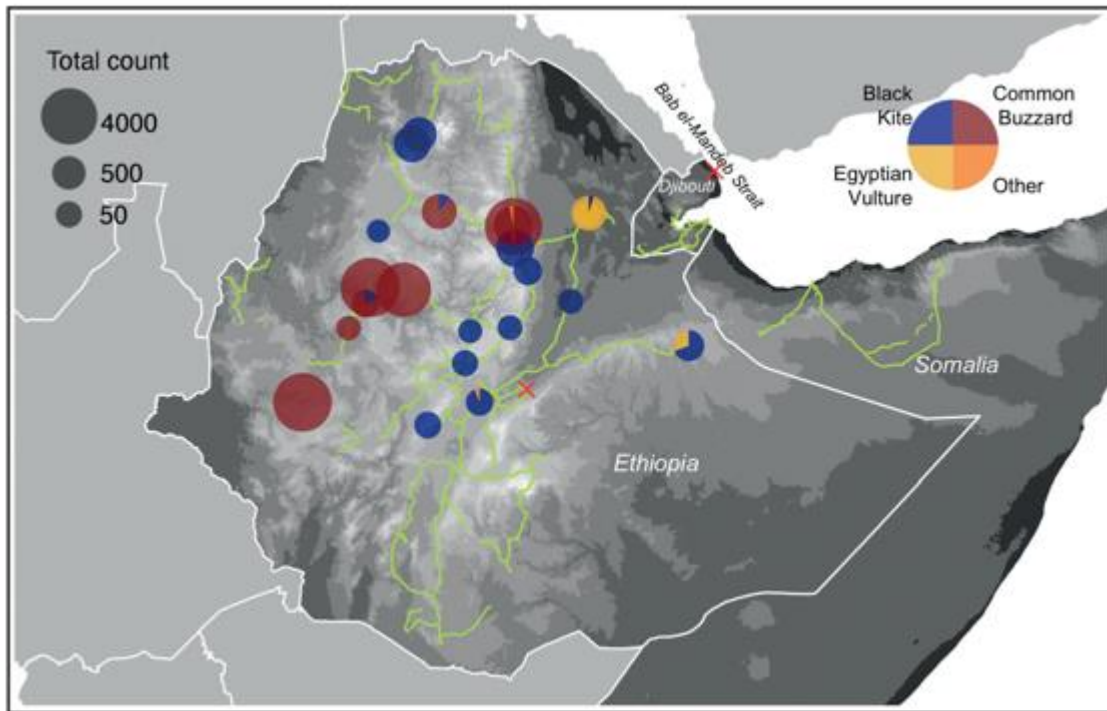 Total count
4000
500
50
Black
Kite
Common
Buzzard
Egyptian
Vulture
Other
Bab el-Mandeb Strait
Djibouti
Somalia
Ethiopia